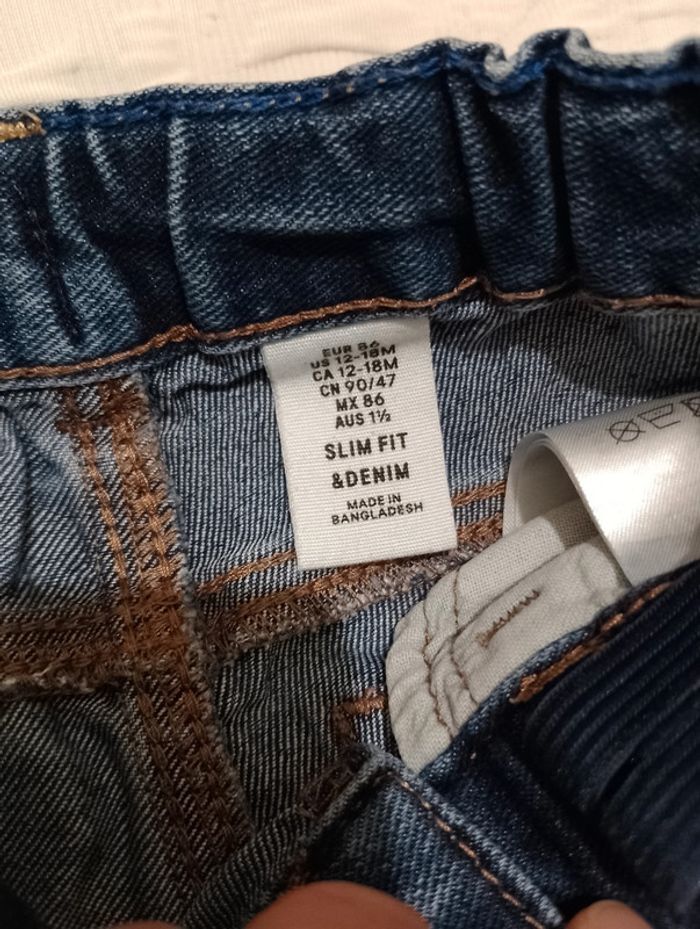 EUR 86
US 12-18M
CA 12-18M
CN 90/47
MX 86
AUS 1½
SLIM FIT
&DENIM
MADE IN
BANGLADESH